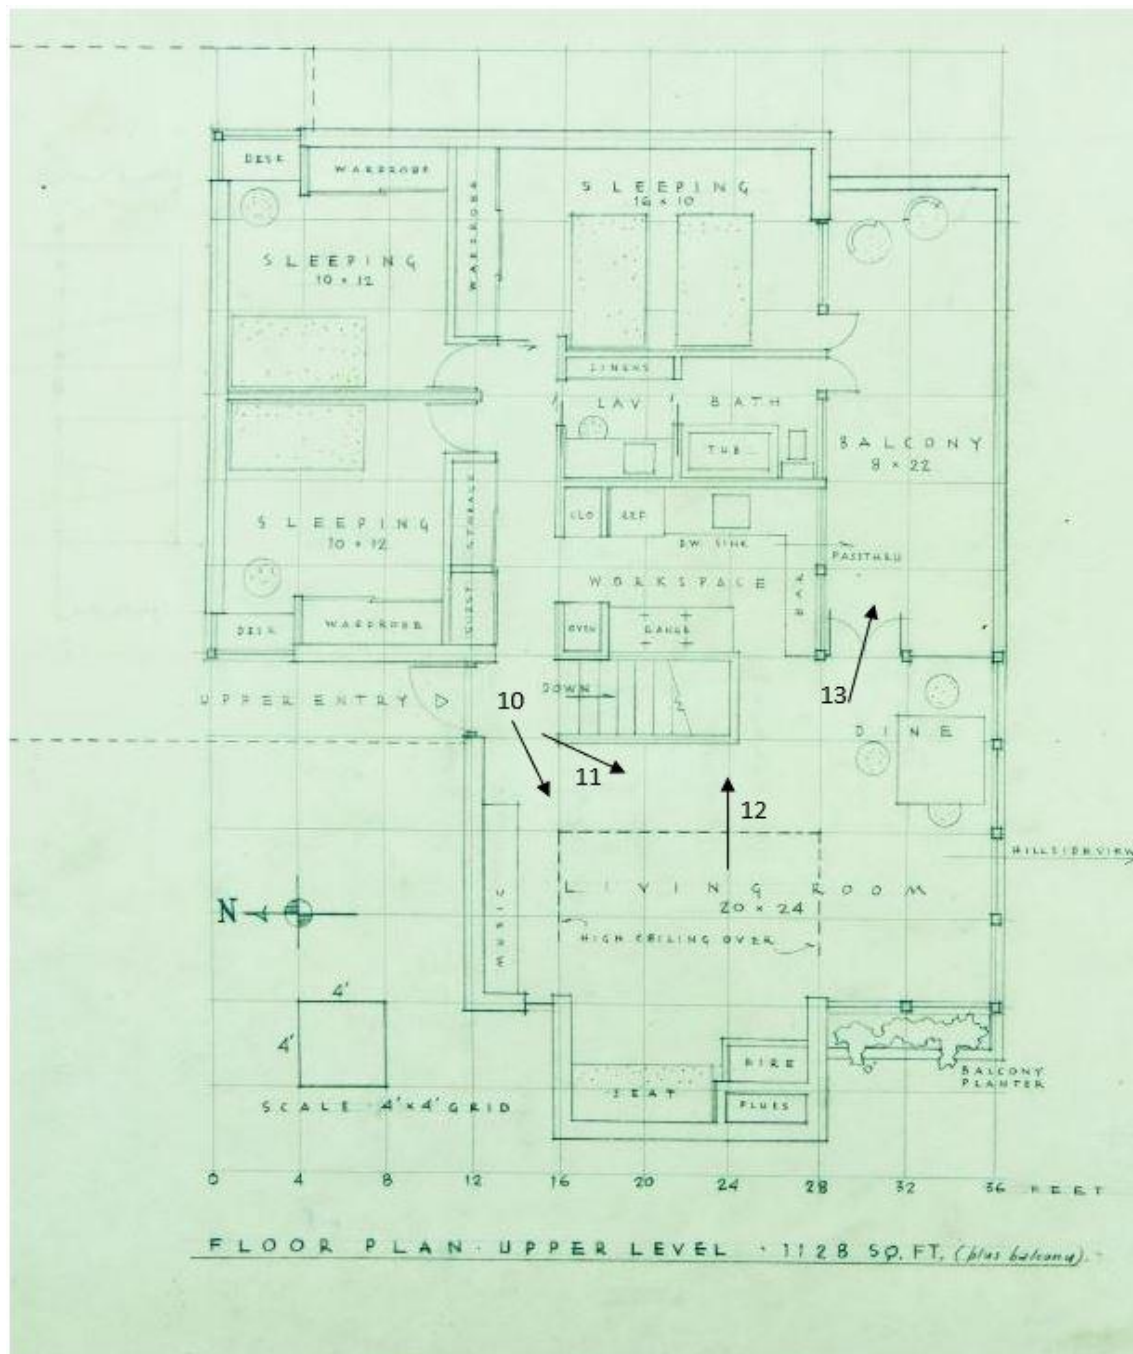 DESK
WARDROBE
WARDROBE
SLEEPING
16 x 10
SLEEPING
10 x 12
LINENS
LAV
BATH
TUB
BALCONY
8 x 22
SLEEPING
10 x 12
STORAGE
CLO
REF
DW. SINK
PASSTHRU
WORKSPACE
BAR
GUEST
DESK
WARDROBE
OVEN
RANGE
UPPER ENTRY
DOWN
10
11
12
13
DINE
HILLSIDE VIEW
LIVING ROOM
20 x 24
MUSIC
HIGH CEILING OVER
N
4'
4'
SCALE · 4'x4' GRID
SEAT
FIRE
FLUES
BALCONY
PLANTER
0 4 8 12 16 20 24 28 32 36 FEET
FLOOR PLAN · UPPER LEVEL · 1128 SQ. FT. (plus balcony).